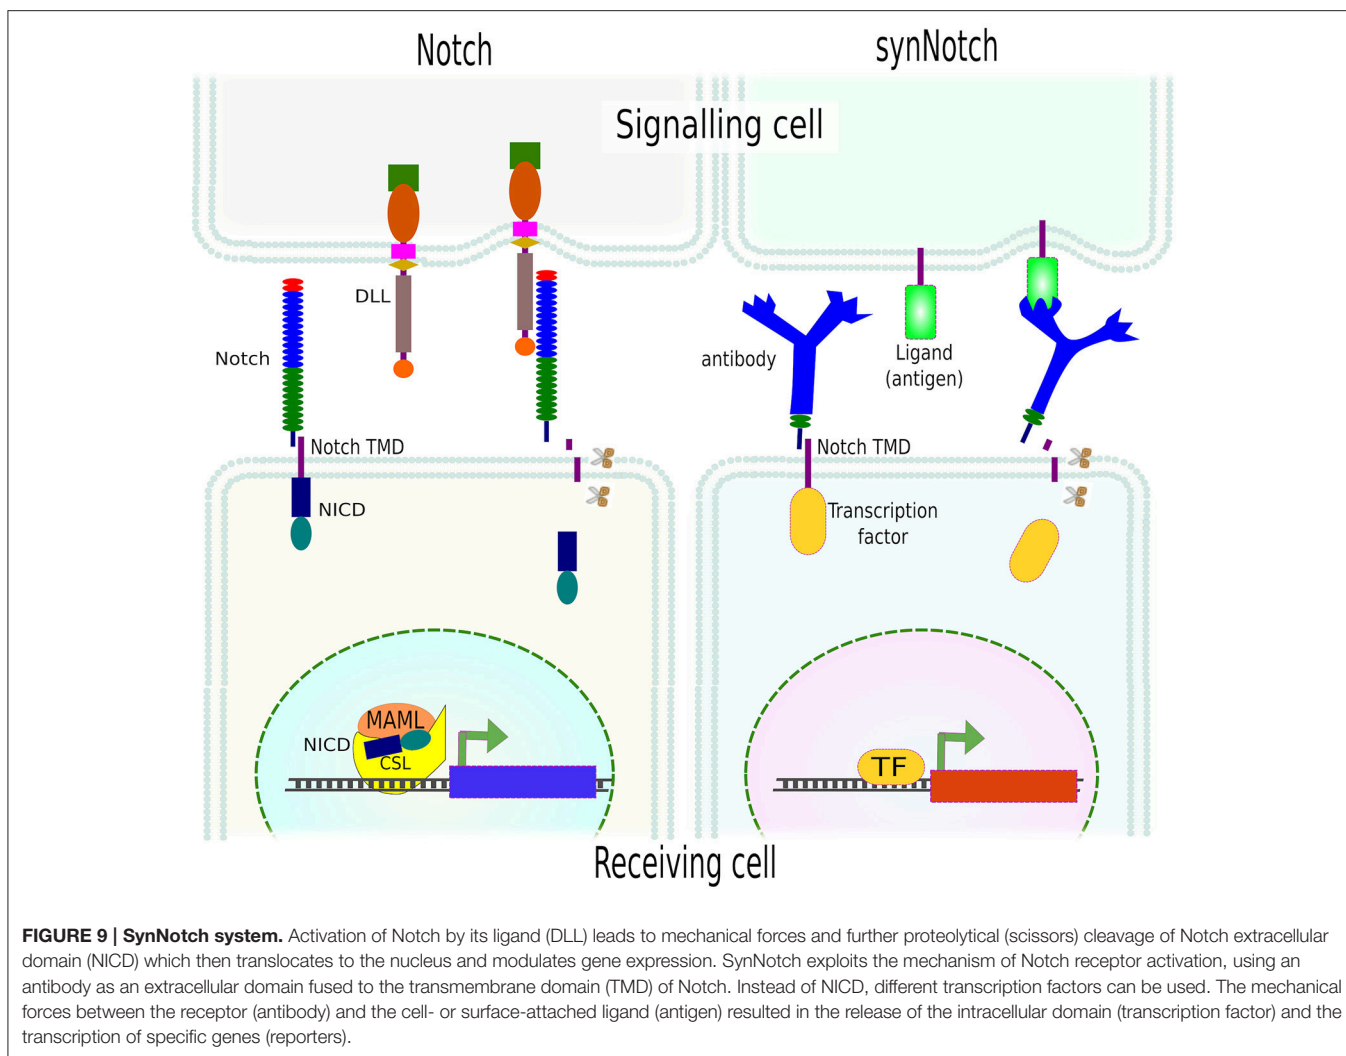 Notch
synNotch
Signalling cell
DLL
Notch
antibody
Ligand
(antigen)
Notch TMD
Notch TMD
NICD
Transcription
factor
MAML
NICD
CSL
TF
Receiving cell
FIGURE 9 | SynNotch system. Activation of Notch by its ligand (DLL) leads to mechanical forces and further proteolytical (scissors) cleavage of Notch extracellular
domain (NICD) which then translocates to the nucleus and modulates gene expression. SynNotch exploits the mechanism of Notch receptor activation, using an
antibody as an extracellular domain fused to the transmembrane domain (TMD) of Notch. Instead of NICD, different transcription factors can be used. The mechanical
forces between the receptor (antibody) and the cell- or surface-attached ligand (antigen) resulted in the release of the intracellular domain (transcription factor) and the
transcription of specific genes (reporters).